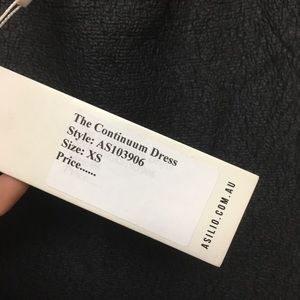 The Continuum Dress
Style: AS103906
Size: XS
Price......
ASILIO.COM.AU